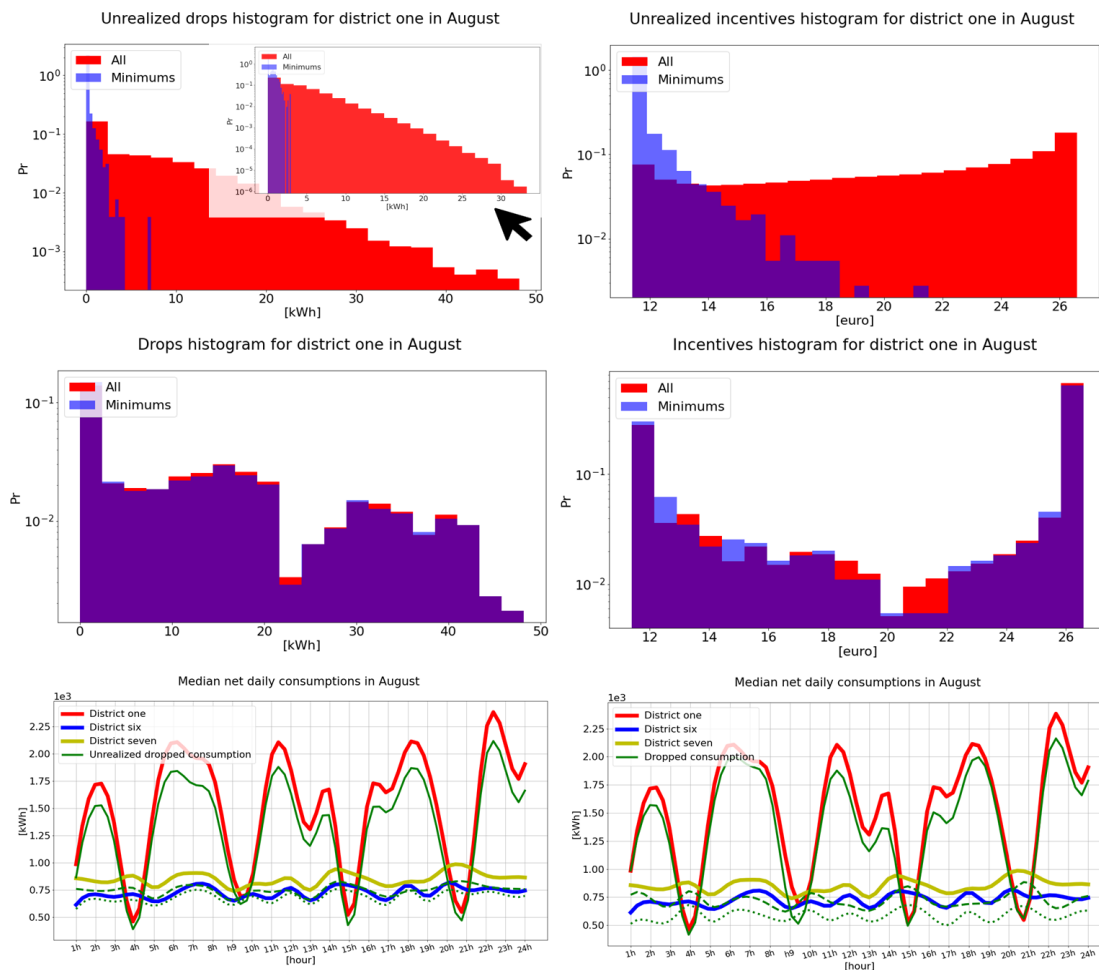 Unrealized drops histogram for district one in August
All
Minimums
10⁰
10⁻¹
10⁻²
10⁻³
Pr
0 10 20 30 40 50
[kWh]
All
Minimums
10⁰
10⁻¹
10⁻²
10⁻³
10⁻⁴
10⁻⁵
10⁻⁶
Pr
0 5 10 15 20 25 30
[kWh]
Unrealized incentives histogram for district one in August
All
Minimums
10⁰
10⁻¹
10⁻²
Pr
12 14 16 18 20 22 24 26
[euro]
Drops histogram for district one in August
All
Minimums
10⁻¹
10⁻²
Pr
0 10 20 30 40 50
[kWh]
Incentives histogram for district one in August
All
Minimums
10⁻¹
10⁻²
Pr
12 14 16 18 20 22 24 26
[euro]
Median net daily consumptions in August
1e3
District one
District six
District seven
Unrealized dropped consumption
2.25
2.00
1.75
1.50
1.25
1.00
0.75
0.50
[kWh]
1h 2h 3h 4h 5h 6h 7h 8h h9 10h 11h 12h 13h 14h 15h 16h 17h 18h 19h 20h 21h 22h 23h 24h
[hour]
Median net daily consumptions in August
1e3
District one
District six
District seven
Dropped consumption
2.25
2.00
1.75
1.50
1.25
1.00
0.75
0.50
[kWh]
1h 2h 3h 4h 5h 6h 7h 8h h9 10h 11h 12h 13h 14h 15h 16h 17h 18h 19h 20h 21h 22h 23h 24h
[hour]